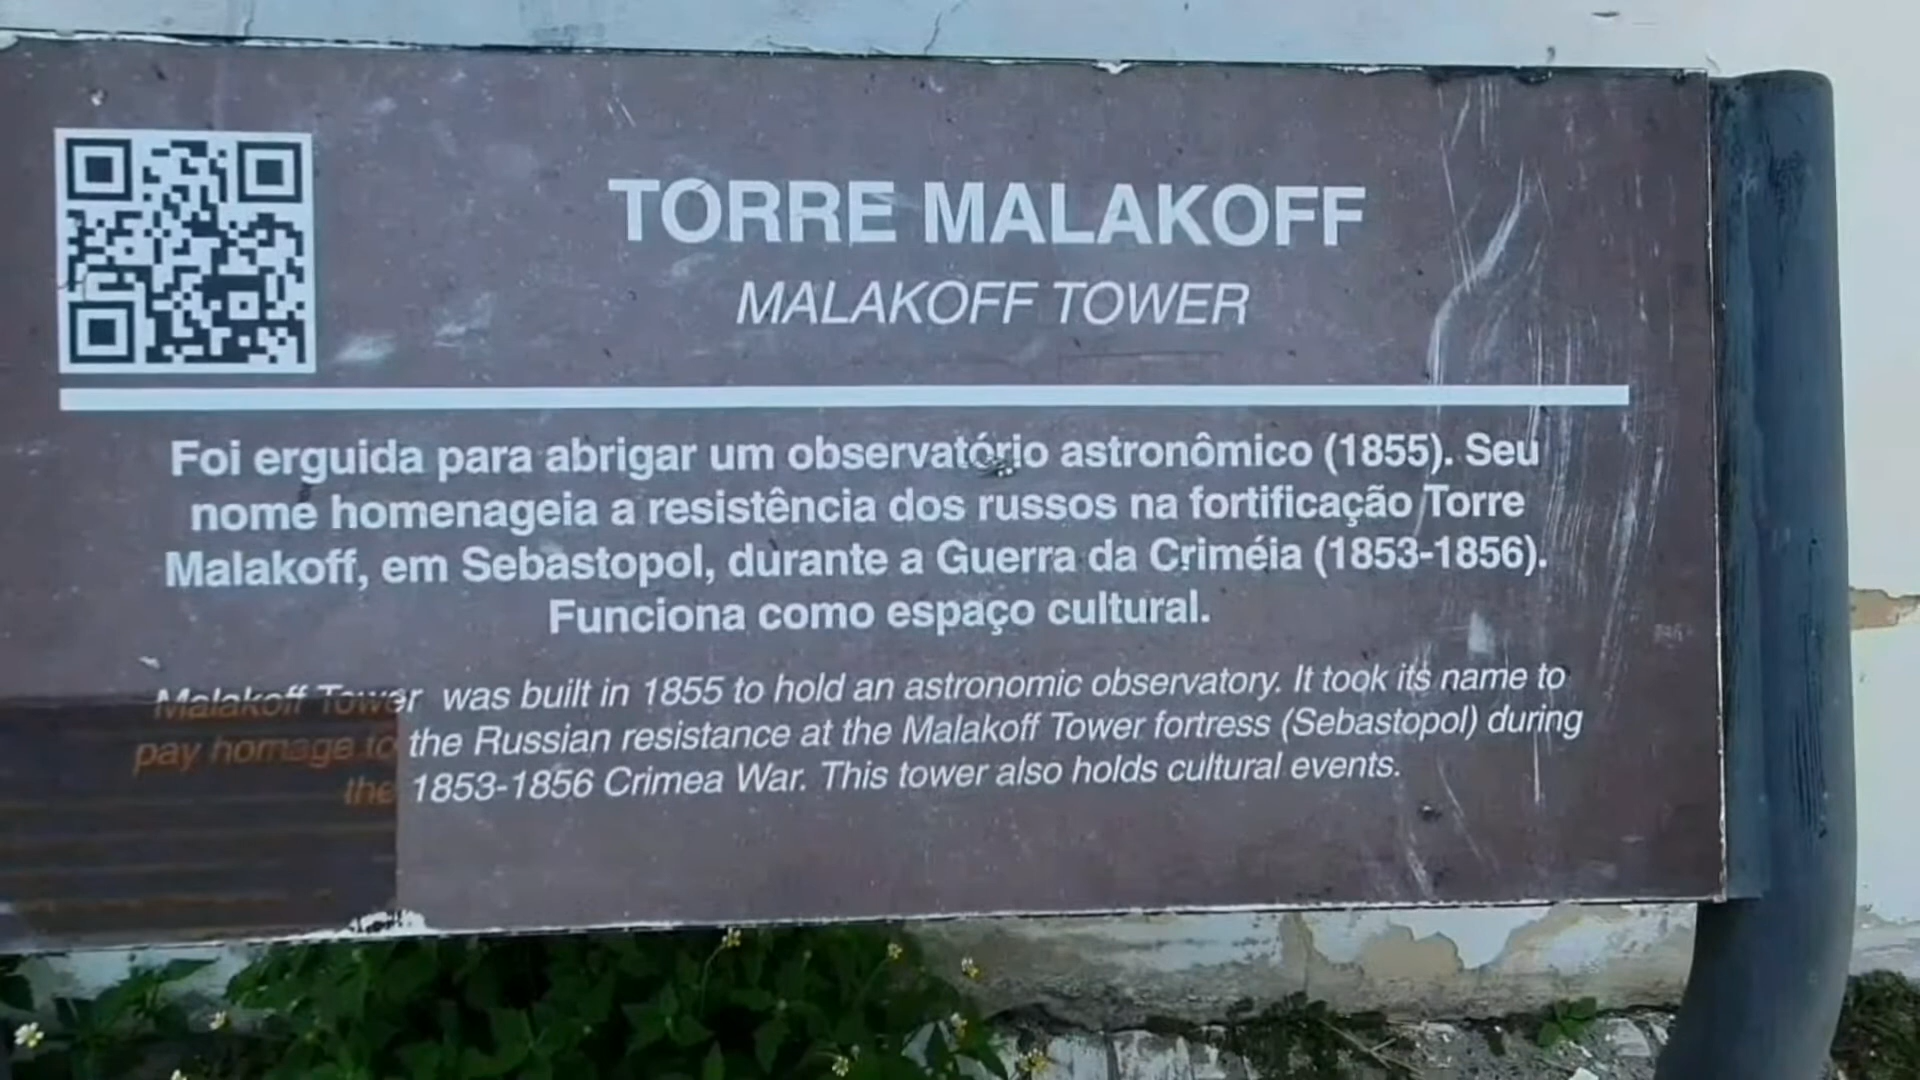 TORRE MALAKOFF
MALAKOFF TOWER
Foi erguida para abrigar um observatório astronômico (1855). Seu
nome homenageia a resistência dos russos na fortificação Torre
Malakoff, em Sebastopol, durante a Guerra da Criméia (1853-1856).
Funciona como espaço cultural.
Malakoff Tower was built in 1855 to hold an astronomic observatory. It took its name to
pay homage to the Russian resistance at the Malakoff Tower fortress (Sebastopol) during
the 1853-1856 Crimea War. This tower also holds cultural events.